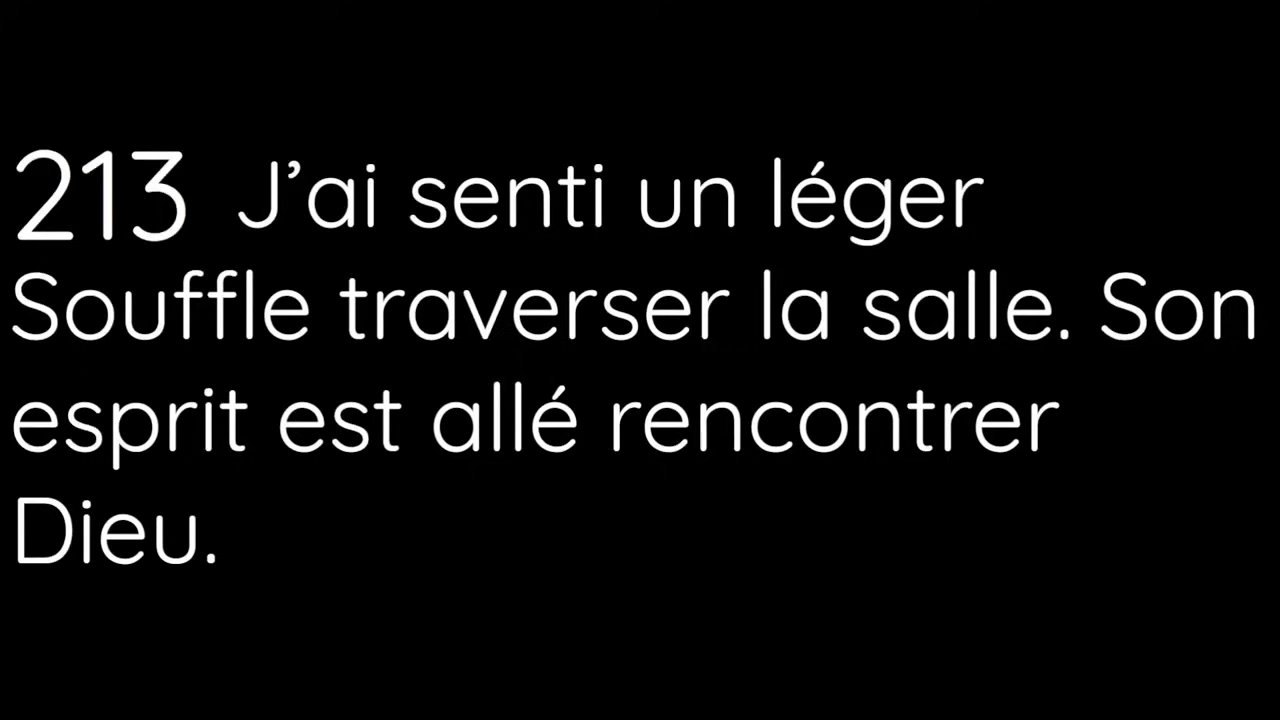 213 J’ai senti un léger
Souffle traverser la salle. Son
esprit est allé rencontrer
Dieu.